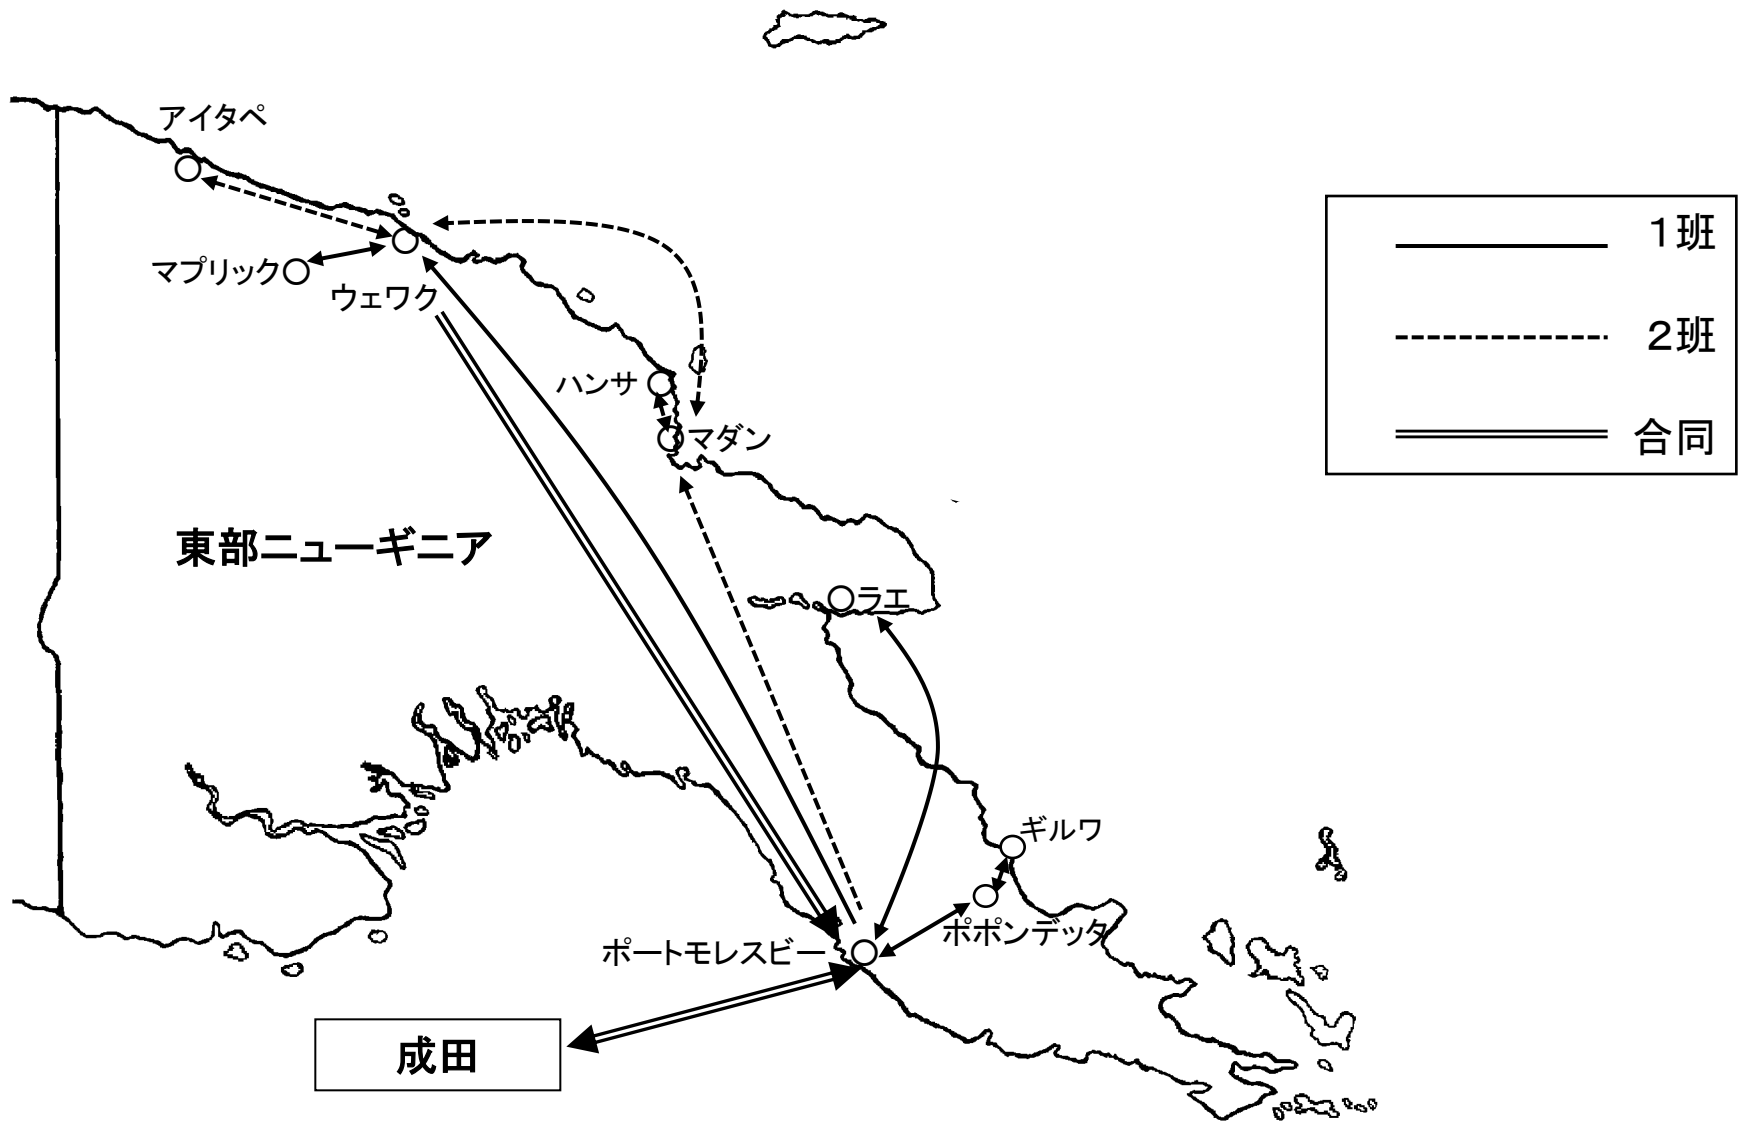 アイタペ
マプリック
ウェワク
ハンサ
マダン
東部ニューギニア
ラエ
ギルワ
ポポンデッタ
ポートモレスビー
成田
１班
２班
合同